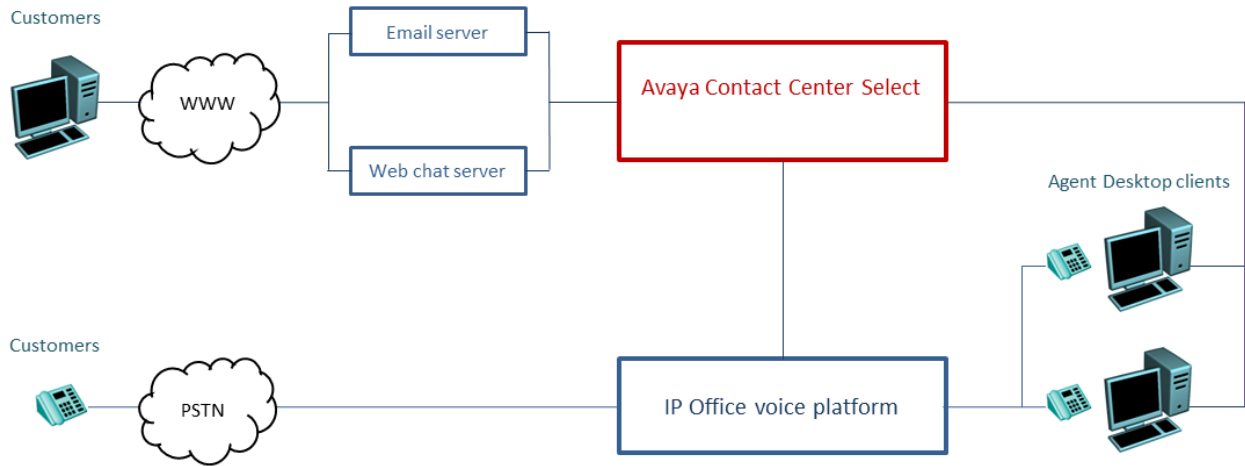 Customers
Email server
WWW
Avaya Contact Center Select
Web chat server
Agent Desktop clients
Customers
PSTN
IP Office voice platform